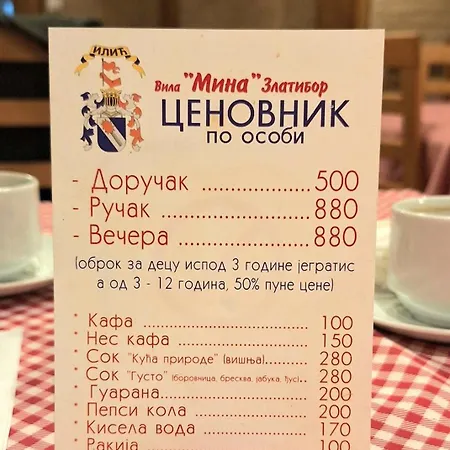 ИЛИЋ
Вила "Мина" Златибор
ЦЕНОВНИК
ПО ОСОБИ
- Доручак .................. 500
- Ручак ........................ 880
- Вечера ..................... 880
(оброк за децу испод 3 године јегратис
а од 3 - 12 година, 50% пуне цене)
* Кафа .......................... 100
* Нес кафа .................... 150
* Сок "Кућа природе" (вишња).......... 280
* Сок "Густо" (боровница, бресква, јабука, ђус).. 280
* Гуарана...................... 200
* Пепси кола ................ 200
* Кисела вода .............. 170
* Ракија ........................ 100